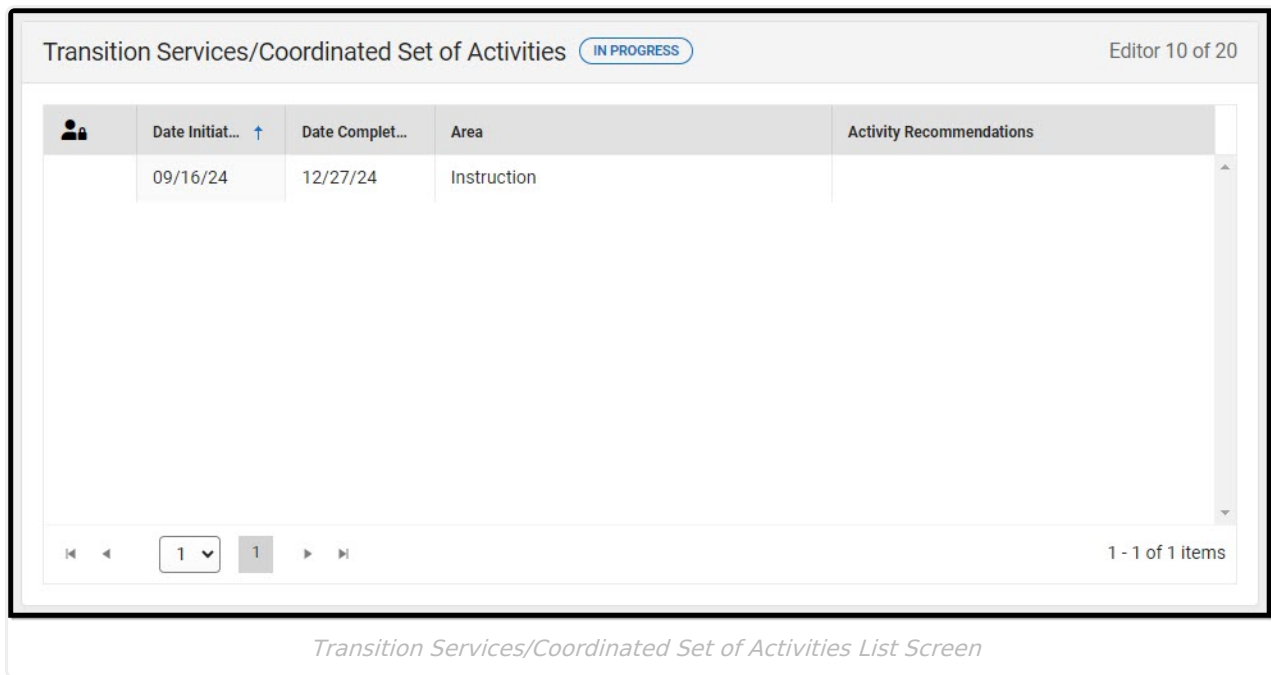 Transition Services/Coordinated Set of Activities IN PROGRESS Editor 10 of 20
Date Initiat... Date Complet... Area Activity Recommendations
09/16/24 12/27/24 Instruction
1 1 1 - 1 of 1 items
Transition Services/Coordinated Set of Activities List Screen